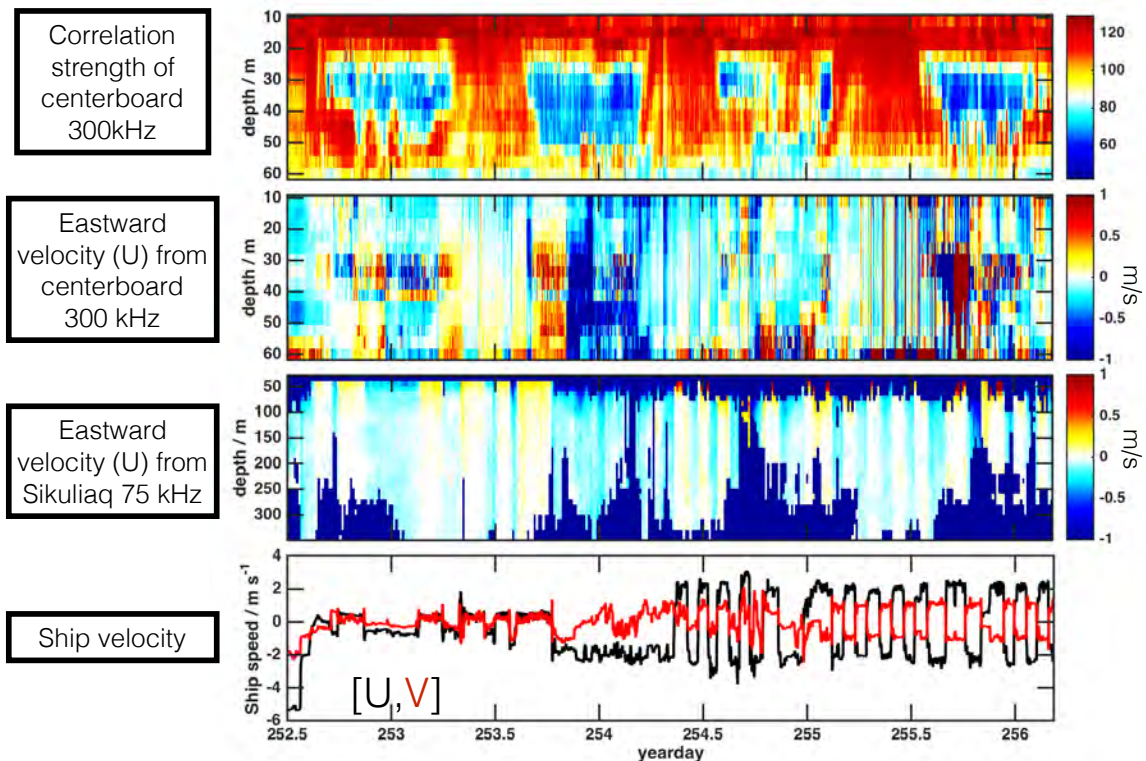 Correlation
strength of
centerboard
300kHz
depth / m
10
20
30
40
50
60
120
100
80
60
Eastward
velocity (U) from
centerboard
300 kHz
depth / m
10
20
30
40
50
60
1
0.5
0
-0.5
-1
m/s
Eastward
velocity (U) from
Sikuliaq 75 kHz
depth / m
50
100
150
200
250
300
1
0.5
0
-0.5
-1
m/s
Ship velocity
Ship speed / m s⁻¹
4
2
0
-2
-4
-6
[U,V]
252.5
253
253.5
254
254.5
255
255.5
256
yearday